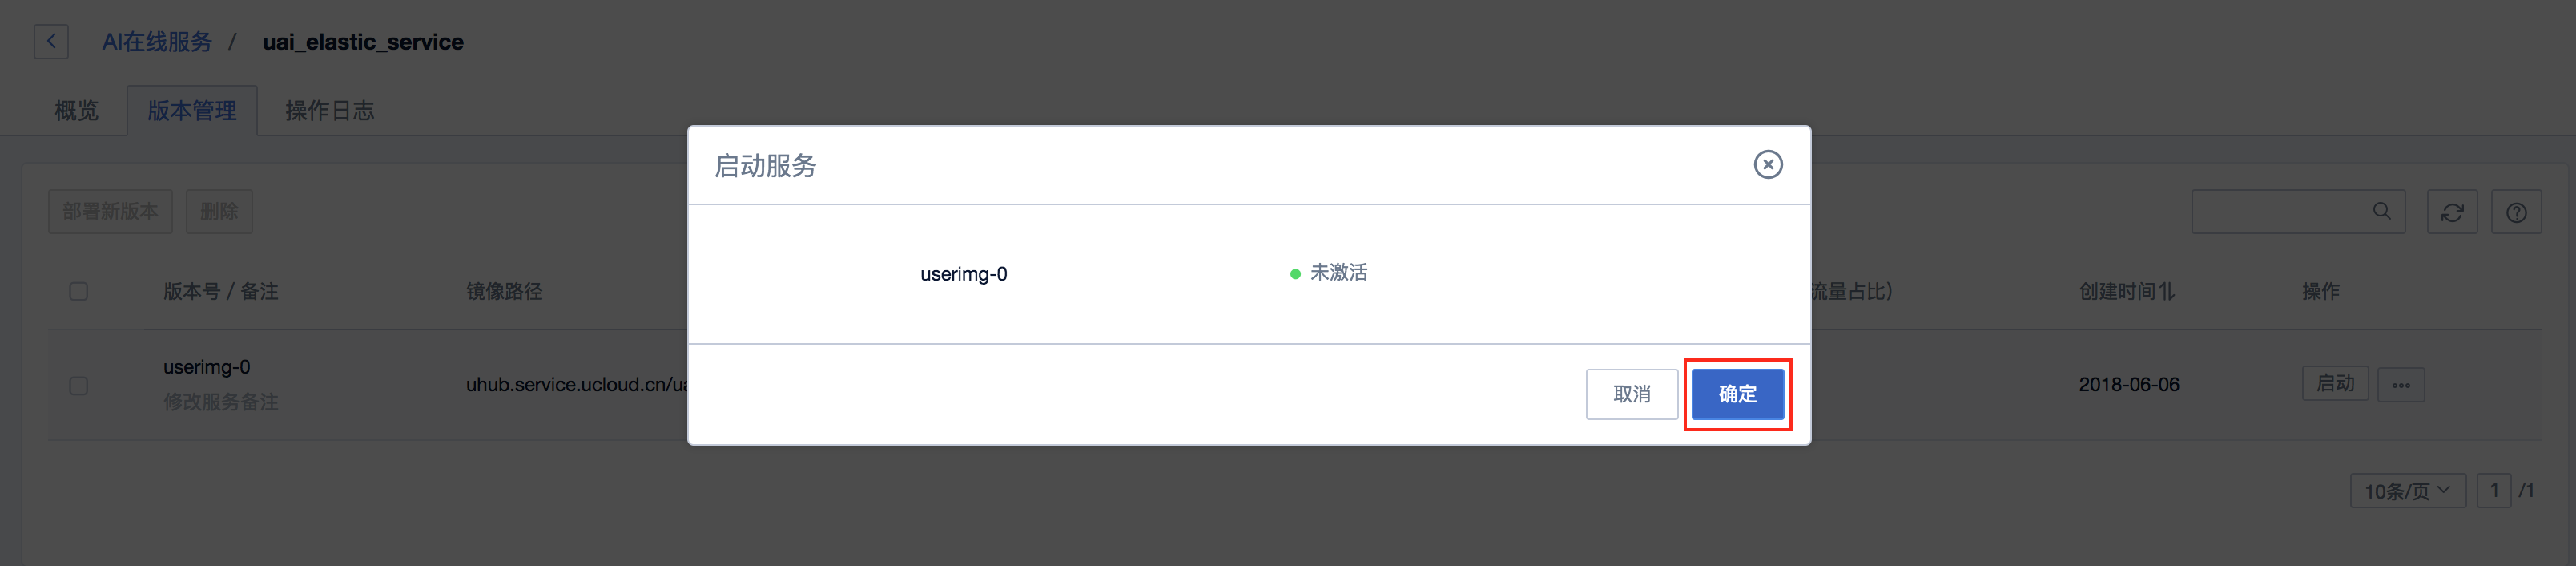 AI在线服务 / uai_elastic_service
概览 版本管理 操作日志
启动服务
部署新版本 删除
userimg-0 未激活
版本号 / 备注 镜像路径 流量占比) 创建时间 操作
userimg-0
uhub.service.ucloud.cn/ua 2018-06-06 启动
修改服务备注
取消 确定
10条/页 1 /1